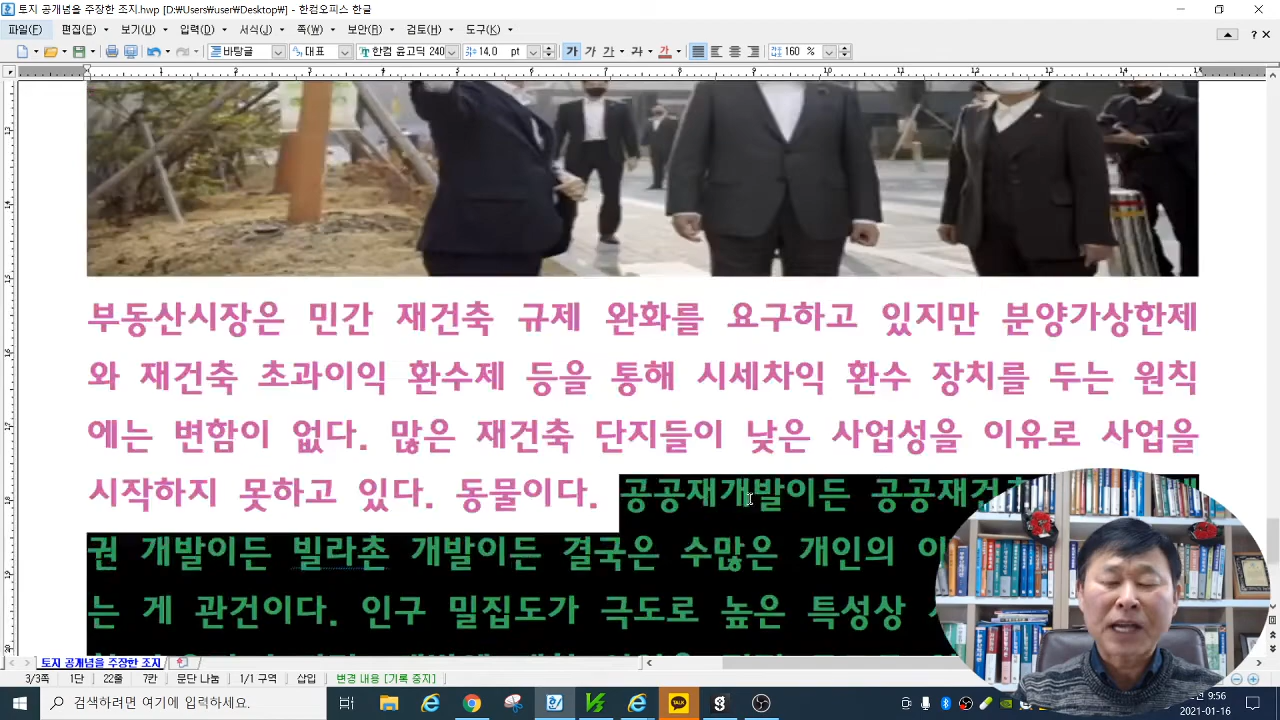 토지 공개념을 주장한 조지.hwp [D:₩Users₩user₩Desktop₩] - 한컴오피스 한글
파일(F) 편집(E) 보기(U) 입력(D) 서식(J) 쪽(W) 보안(R) 검토(H) 도구(K)
바탕글 대표 한컴 윤고딕 240 14,0 pt 가 가 가 가 가 160 %
부동산시장은 민간 재건축 규제 완화를 요구하고 있지만 분양가상한제
와 재건축 초과이익 환수제 등을 통해 시세차익 환수 장치를 두는 원칙
에는 변함이 없다. 많은 재건축 단지들이 낮은 사업성을 이유로 사업을
시작하지 못하고 있다. 동물이다. 공공재개발이든 공공재건축
권 개발이든 빌라촌 개발이든 결국은 수많은 개인의
는 게 관건이다. 인구 밀집도가 극도로 높은 특성상
토지 공개념을 주장한 조지
3/3쪽 1단 22줄 7칸 문단 나눔 1/1 구역 삽입 변경 내용 [기록 중지]
검색하려면 여기에 입력하십시오.
9:56
2021-01-16